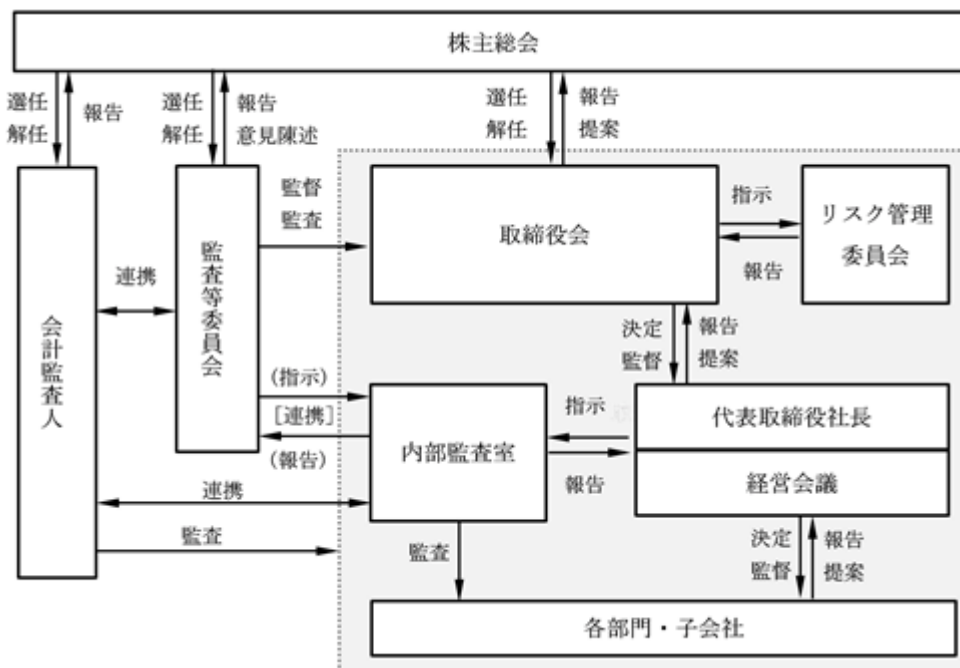 株主総会
選任
解任
報告
選任
解任
報告
意見陳述
選任
解任
報告
提案
会計監査人
連携
監査等委員会
監督
監査
取締役会
指示
報告
リスク管理
委員会
決定
監督
報告
提案
(指示)
[連携]
(報告)
内部監査室
指示
報告
代表取締役社長
経営会議
連携
監査
監査
決定
監督
報告
提案
各部門・子会社